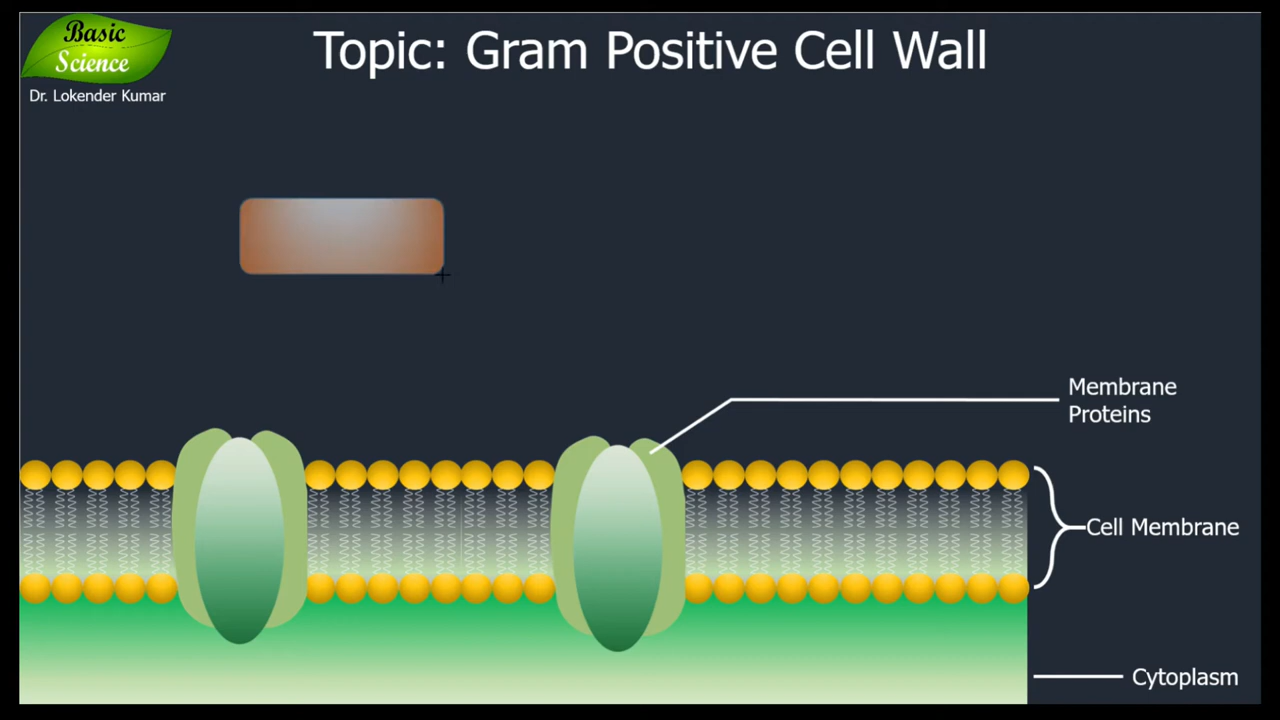 Basic
Science
Dr. Lokender Kumar
Topic: Gram Positive Cell Wall
Membrane
Proteins
Cell Membrane
Cytoplasm